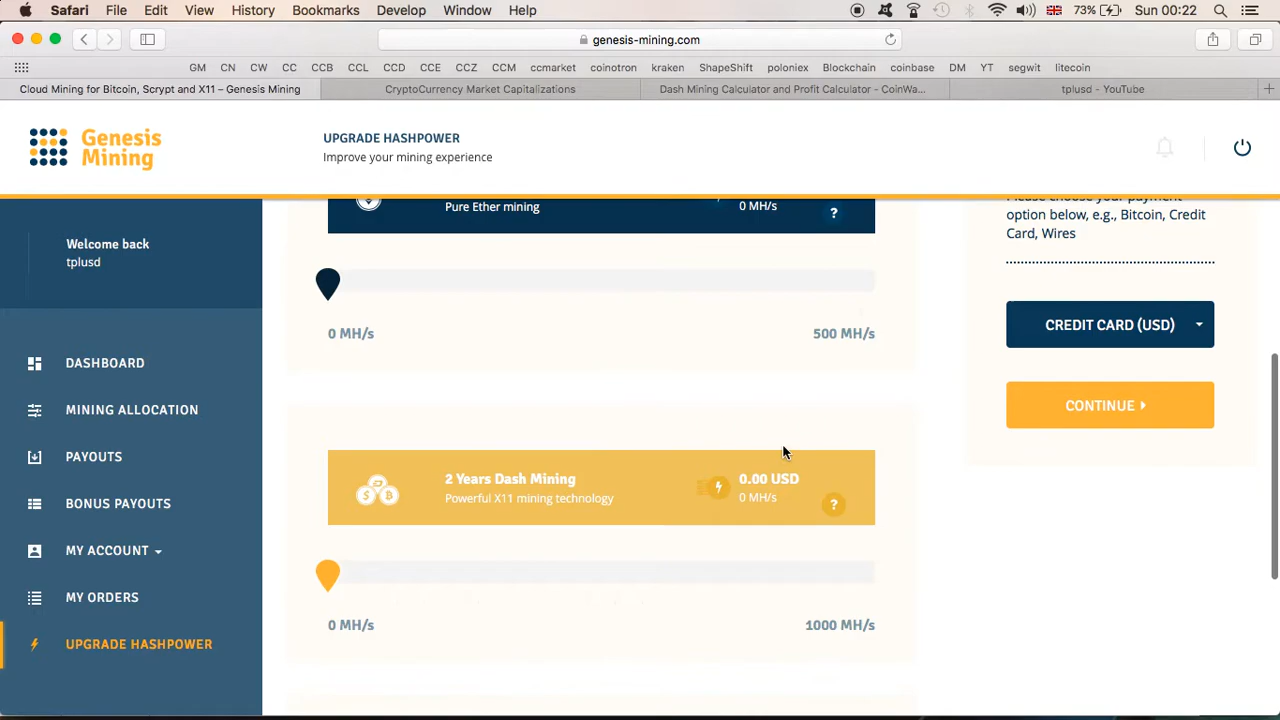 Safari File Edit View History Bookmarks Develop Window Help 73% Sun 00:22
genesis-mining.com
GM CN CW CC CCB CCL CCD CCE CCZ CCM ccmarket coinotron kraken ShapeShift poloniex Blockchain coinbase DM YT segwit litecoin
Cloud Mining for Bitcoin, Scrypt and X11 – Genesis Mining CryptoCurrency Market Capitalizations Dash Mining Calculator and Profit Calculator – CoinWa... tplusd - YouTube
Genesis
Mining
UPGRADE HASHPOWER
Improve your mining experience
Welcome back
tplusd
DASHBOARD
MINING ALLOCATION
PAYOUTS
BONUS PAYOUTS
MY ACCOUNT
MY ORDERS
UPGRADE HASHPOWER
Pure Ether mining 0 MH/s ?
0 MH/s 500 MH/s
2 Years Dash Mining 0.00 USD
Powerful X11 mining technology 0 MH/s ?
0 MH/s 1000 MH/s
Please choose your payment
option below, e.g., Bitcoin, Credit
Card, Wires
CREDIT CARD (USD)
CONTINUE